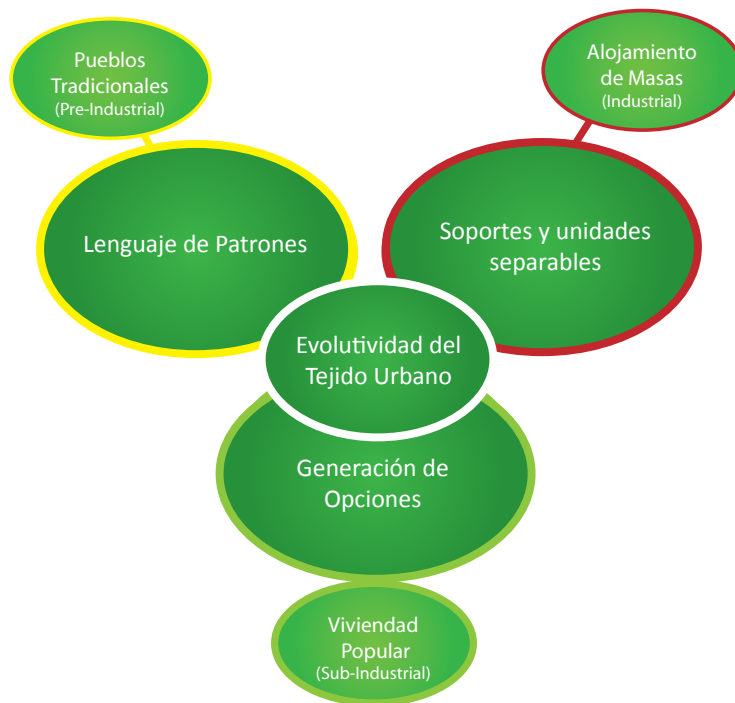 Pueblos
Tradicionales
(Pre-Industrial)
Alojamiento
de Masas
(Industrial)
Lenguaje de Patrones
Soportes y unidades
separables
Evolutividad del
Tejido Urbano
Generación de
Opciones
Viviendad
Popular
(Sub-Industrial)